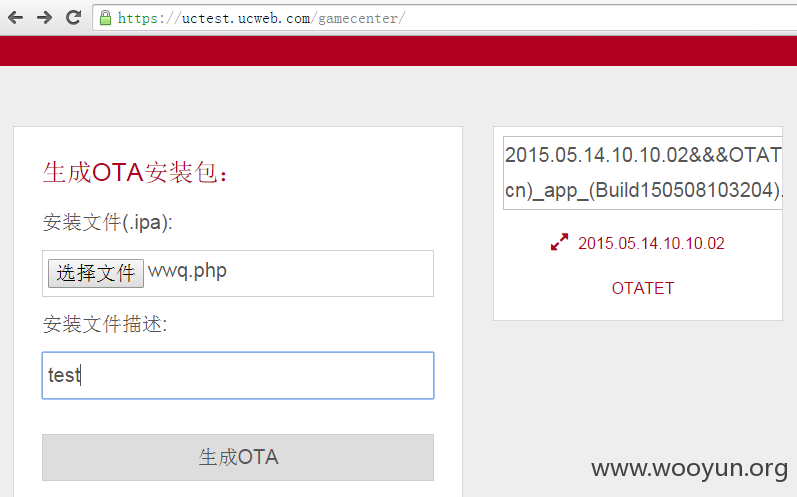 https://uctest.ucweb.com/gamecenter/
生成OTA安装包：
安装文件(.ipa):
选择文件 wwq.php
安装文件描述:
test
生成OTA
2015.05.14.10.10.02&&&OTAT
cn)_app_(Build150508103204).
2015.05.14.10.10.02
OTATET
www.wooyun.org